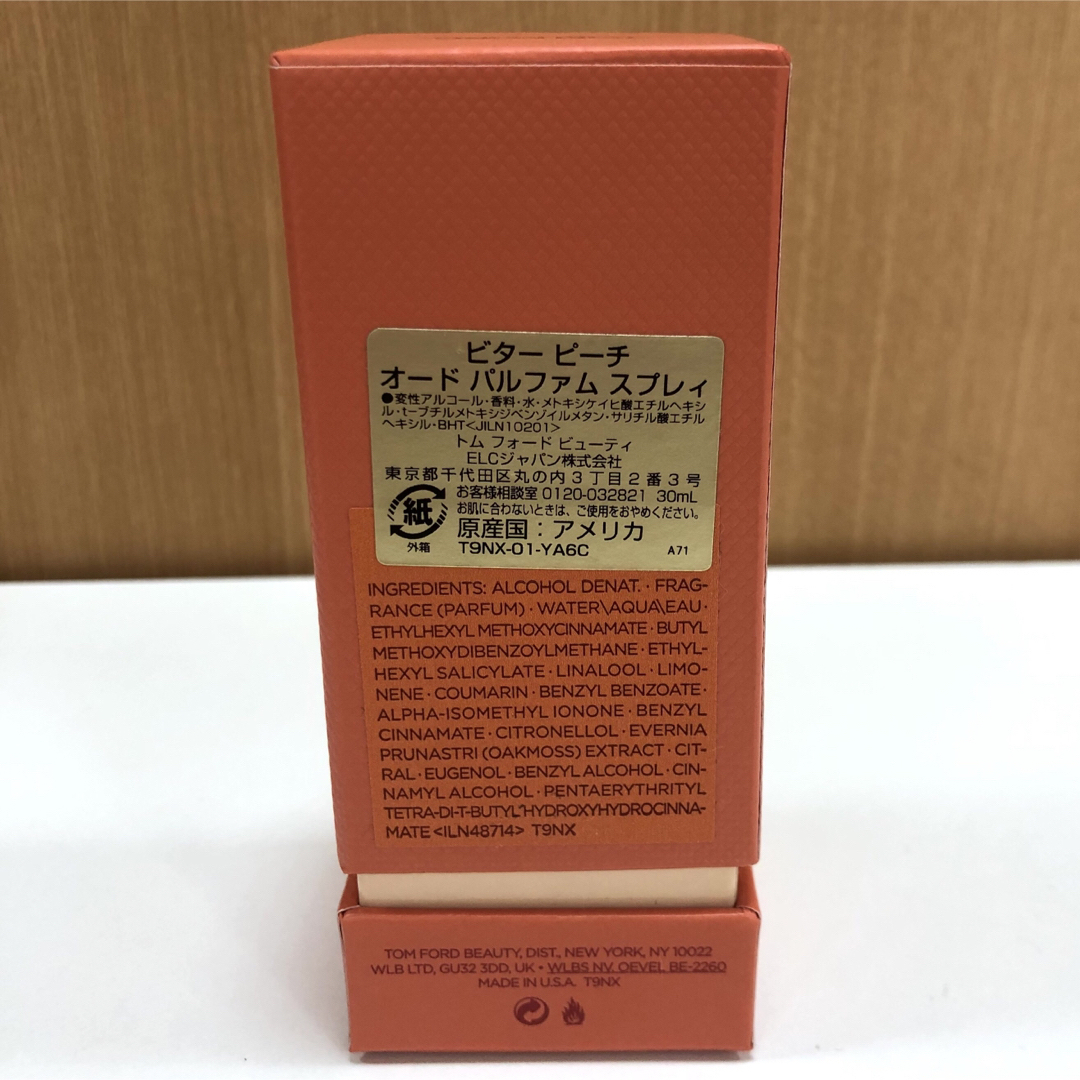 ビター ピーチ
オード パルファム スプレィ
●変性アルコール・香料・水・メトキシケイヒ酸エチルヘキシ
ル・t-ブチルメトキシジベンゾイルメタン・サリチル酸エチル
ヘキシル・BHT<JILN10201>
トム フォード ビューティ
ELCジャパン株式会社
東京都千代田区丸の内3丁目2番3号
お客様相談室 0120-032821 30mL
お肌に合わないときは、ご使用をおやめください。
紙
外箱
原産国：アメリカ
T9NX-01-YA6C A71
INGREDIENTS: ALCOHOL DENAT. · FRAG-
RANCE (PARFUM) · WATER\AQUA\EAU ·
ETHYLHEXYL METHOXYCINNAMATE · BUTYL
METHOXYDIBENZOYLMETHANE · ETHYL-
HEXYL SALICYLATE · LINALOOL · LIMO-
NENE · COUMARIN · BENZYL BENZOATE ·
ALPHA-ISOMETHYL IONONE · BENZYL
CINNAMATE · CITRONELLOL · EVERNIA
PRUNASTRI (OAKMOSS) EXTRACT · CIT-
RAL · EUGENOL · BENZYL ALCOHOL · CIN-
NAMYL ALCOHOL · PENTAERYTHRITYL
TETRA-DI-T-BUTYL HYDROXYHYDROCINNA-
MATE <ILN48714> T9NX
TOM FORD BEAUTY, DIST., NEW YORK, NY 10022
WLB LTD, GU32 3DD, UK • WLBS NV, OEVEL BE-2260
MADE IN U.S.A. T9NX